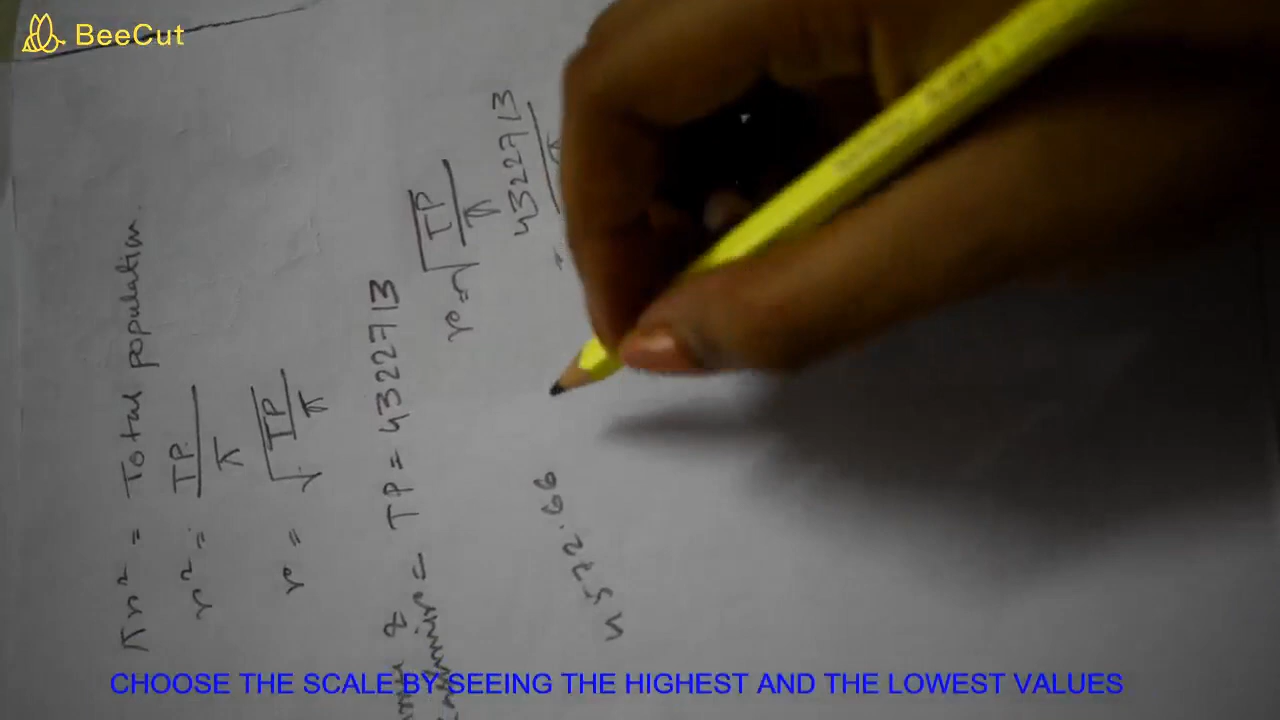 BeeCut
πr² = Total population.
r² = TP/π
r = √TP/π
TP = 4322713
r = √TP/π
4322713/π
4572.66
CHOOSE THE SCALE BY SEEING THE HIGHEST AND THE LOWEST VALUES